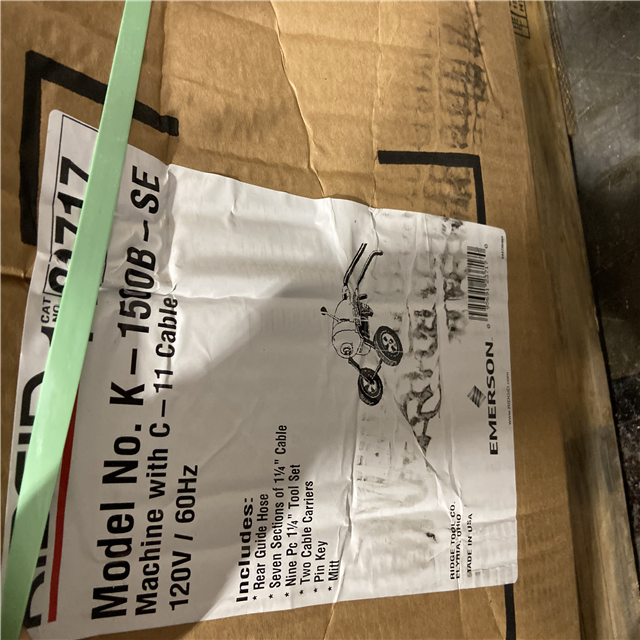 Model No. K-1500B-SE
Machine with C-11 Cable
120V / 60Hz
Includes:
* Rear Guide Hose
* Seven Sections of 1¼" Cable
* Nine Pc 1¼" Tool Set
* Two Cable Carriers
* Pin Key
* Mitt
RIDGE TOOL CO.
ELYRIA, OHIO
MADE IN USA
EMERSON